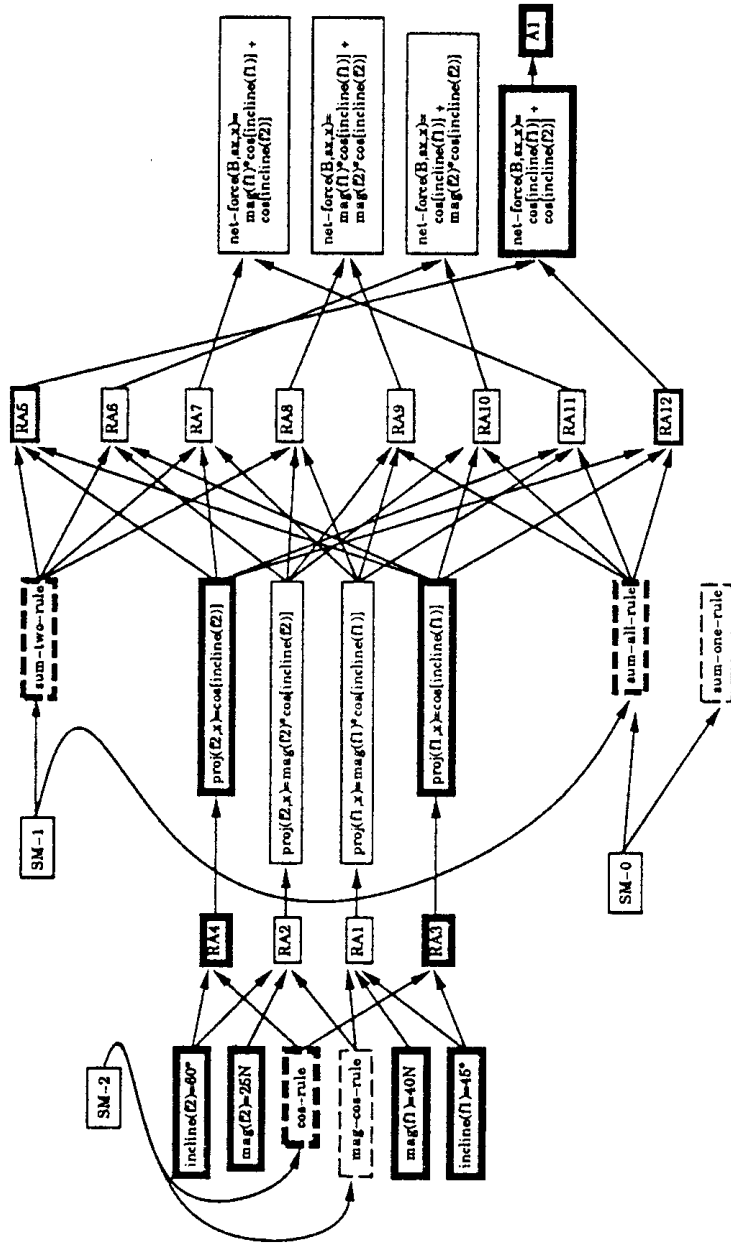 SM-2
incline(f2)=60°
mag(f2)=25N
cos-rule
mag-cos-rule
mag(f1)=40N
incline(f1)=45°
RA4
RA2
RA1
RA3
SM-1
SM-0
sum-two-rule
proj(f2,x)=cos[incline(f2)]
proj(f2,x)=mag(f2)*cos[incline(f2)]
proj(f1,x)=mag(f1)*cos[incline(f1)]
proj(f1,x)=cos[incline(f1)]
sum-all-rule
sum-one-rule
RA5
RA6
RA7
RA8
RA9
RA10
RA11
RA12
net-force(B,sx,x)=
mag(f1)*cos[incline(f1)] +
cos[incline(f2)]
net-force(B,sx,x)=
mag(f1)*cos[incline(f1)] +
mag(f2)*cos[incline(f2)]
net-force(B,sx,x)=
cos[incline(f1)] +
mag(f2)*cos[incline(f2)]
net-force(B,sx,x)=
cos[incline(f1)] +
cos[incline(f2)]
A1